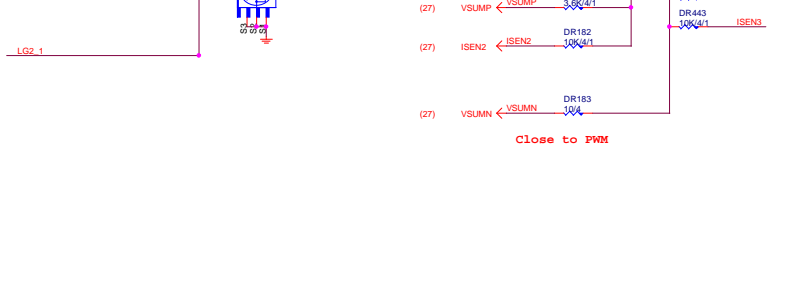 (27) VSUMP VSUMP 3.6K/4/1
DR443
10K/4/1 ISEN3
S3
S2
S1
DR182
(27) ISEN2 ISEN2 10K/4/1
LG2_1
DR183
(27) VSUMN VSUMN 10/4
Close to PWM